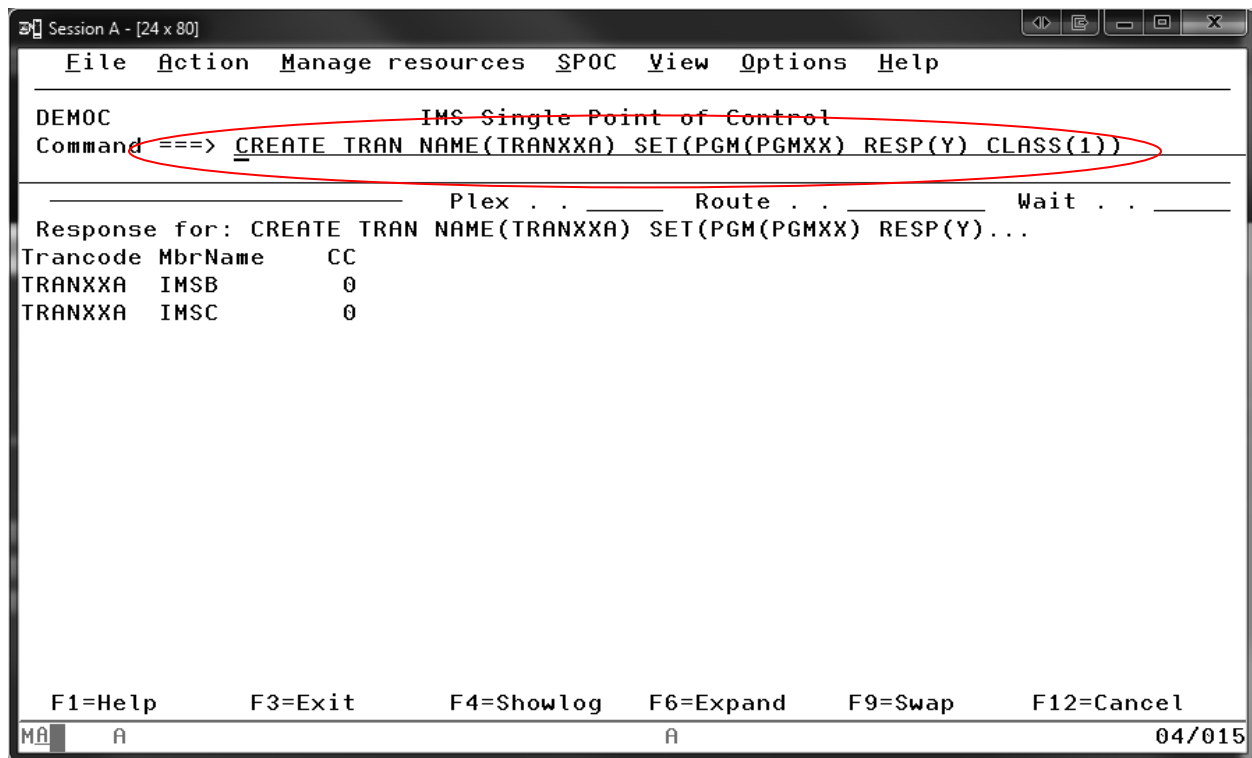 Session A - [24 x 80]
File Action Manage resources SPOC View Options Help
DEMOC IMS Single Point of Control
Command ===> CREATE TRAN NAME(TRANXXA) SET(PGM(PGMXX) RESP(Y) CLASS(1))
Plex . . _____ Route . . _________ Wait . . _____
Response for: CREATE TRAN NAME(TRANXXA) SET(PGM(PGMXX) RESP(Y)...
Trancode MbrName CC
TRANXXA IMSB 0
TRANXXA IMSC 0
F1=Help F3=Exit F4=Showlog F6=Expand F9=Swap F12=Cancel
MA A A 04/015